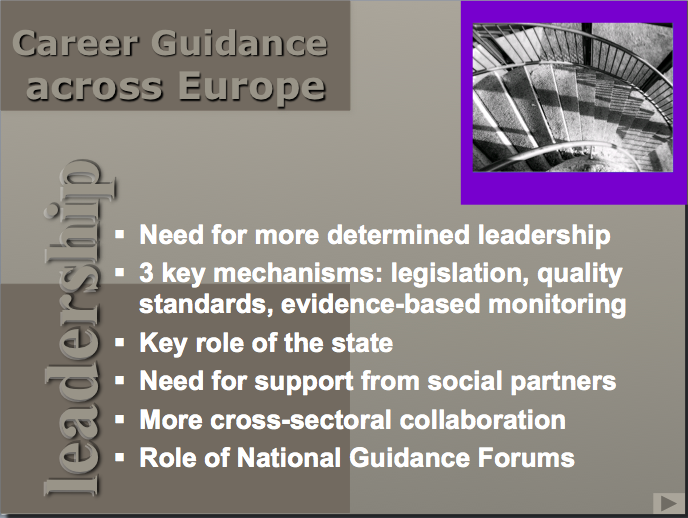 Career Guidance
across Europe
leadership
▪ Need for more determined leadership
▪ 3 key mechanisms: legislation, quality
standards, evidence-based monitoring
▪ Key role of the state
▪ Need for support from social partners
▪ More cross-sectoral collaboration
▪ Role of National Guidance Forums